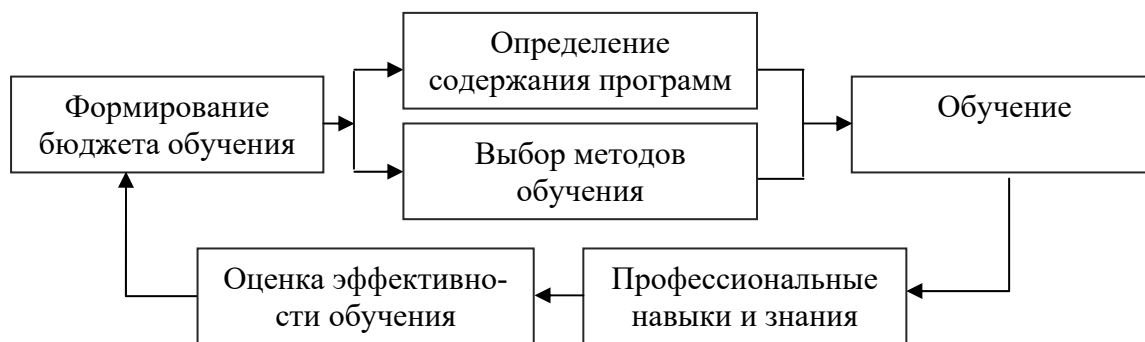 Определение
содержания программ
Формирование
бюджета обучения
Обучение
Выбор методов
обучения
Оценка эффективно-
сти обучения
Профессиональные
навыки и знания